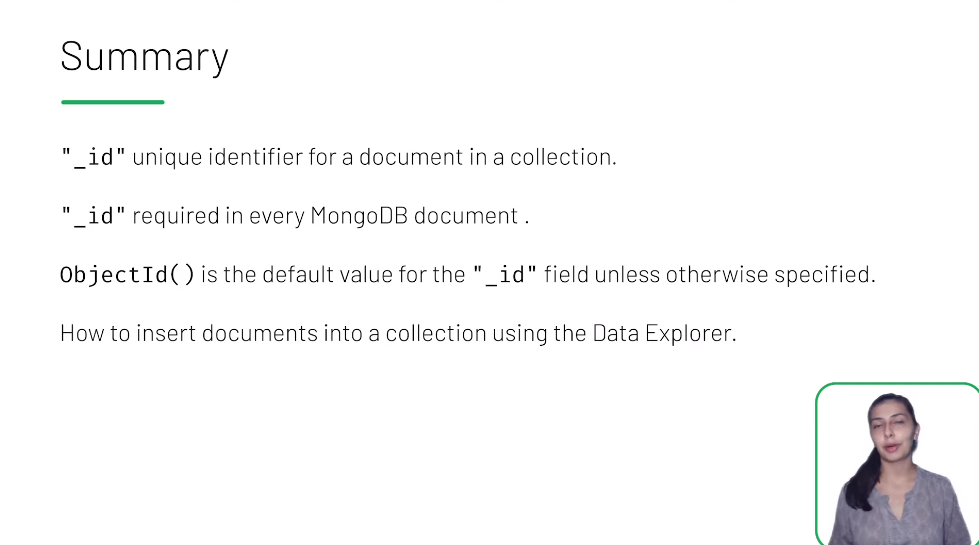 Summary
"_id" unique identifier for a document in a collection.
"_id" required in every MongoDB document .
ObjectId() is the default value for the "_id" field unless otherwise specified.
How to insert documents into a collection using the Data Explorer.